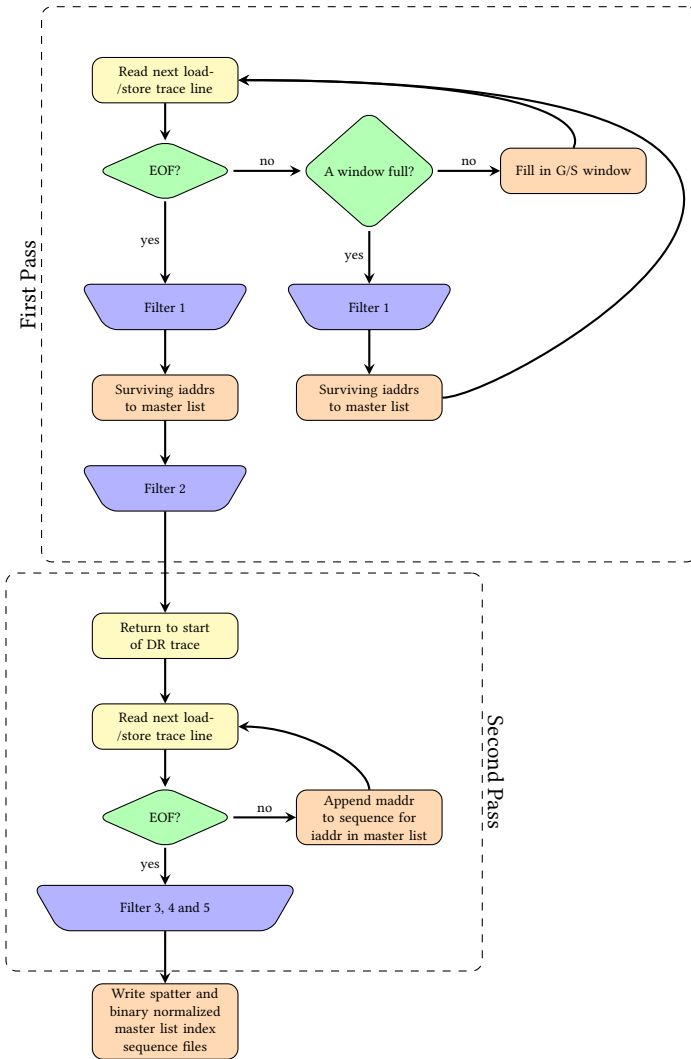 First Pass
Read next load-
/store trace line
EOF?
no
A window full?
no
Fill in G/S window
yes
yes
Filter 1
Filter 1
Surviving iaddrs
to master list
Surviving iaddrs
to master list
Filter 2
Second Pass
Return to start
of DR trace
Read next load-
/store trace line
EOF?
no
Append maddr
to sequence for
iaddr in master list
yes
Filter 3, 4 and 5
Write spatter and
binary normalized
master list index
sequence files